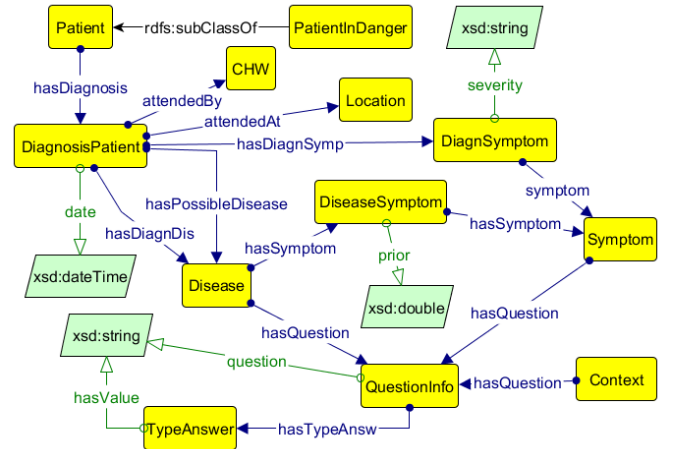 Patient
rdfs:subClassOf
PatientInDanger
xsd:string
CHW
hasDiagnosis
severity
attendedBy
Location
attendedAt
DiagnosisPatient
hasDiagnSymp
DiagnSymptom
symptom
hasPossibleDisease
DiseaseSymptom
date
hasDiagnDis
hasSymptom
hasSymptom
Symptom
prior
xsd:dateTime
Disease
xsd:double
hasQuestion
hasQuestion
xsd:string
question
QuestionInfo
hasQuestion
Context
hasValue
TypeAnswer
hasTypeAnsw